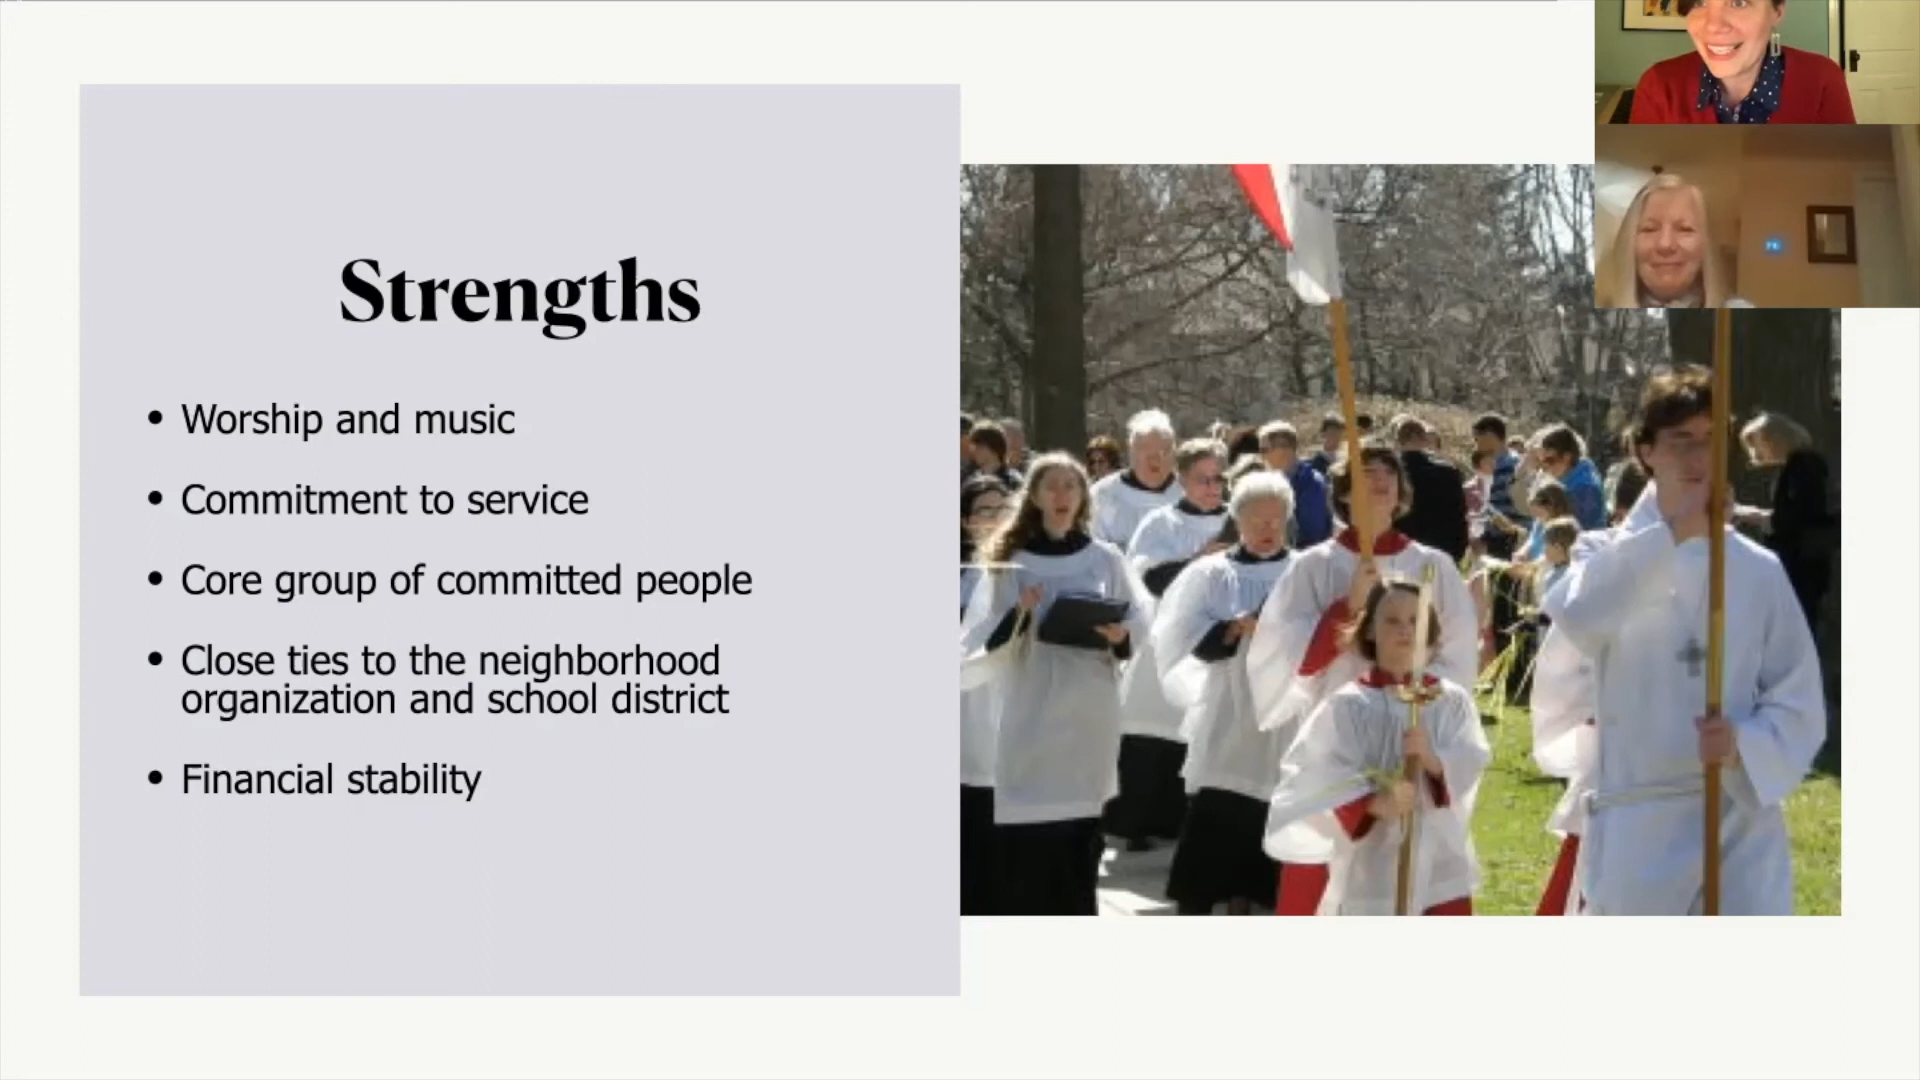 Strengths
• Worship and music
• Commitment to service
• Core group of committed people
• Close ties to the neighborhood
organization and school district
• Financial stability